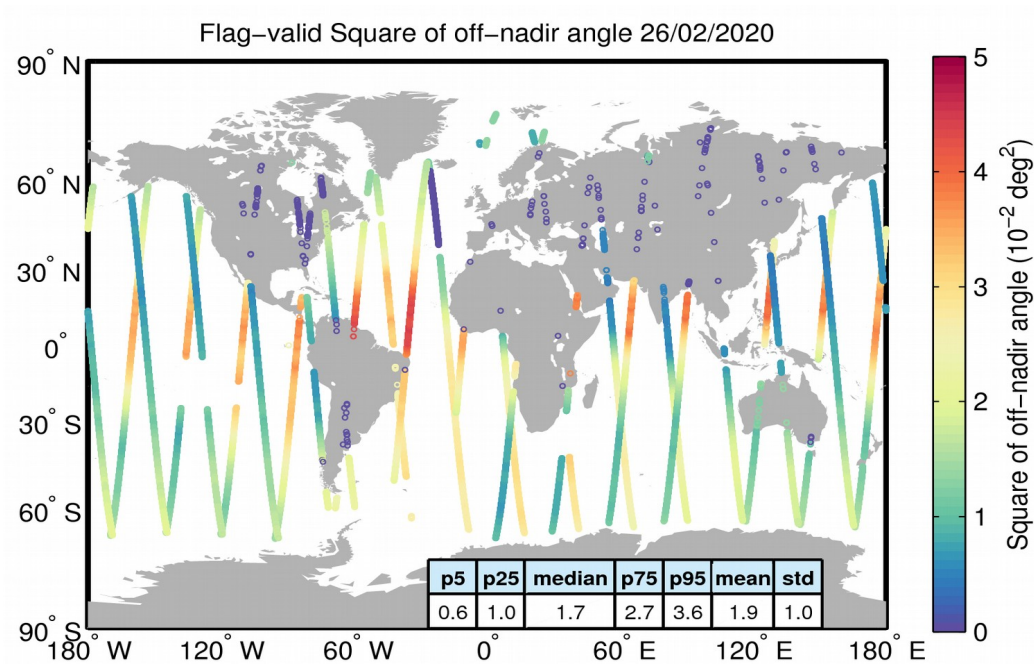 Flag−valid Square of off−nadir angle 26/02/2020
90° N
60° N
30° N
0°
30° S
60° S
90° S
180° W
120° W
60° W
0°
60° E
120° E
180° E
p5 p25 median p75 p95 mean std
0.6 1.0 1.7 2.7 3.6 1.9 1.0
5
4
3
2
1
0
Square of off−nadir angle (10⁻² deg²)